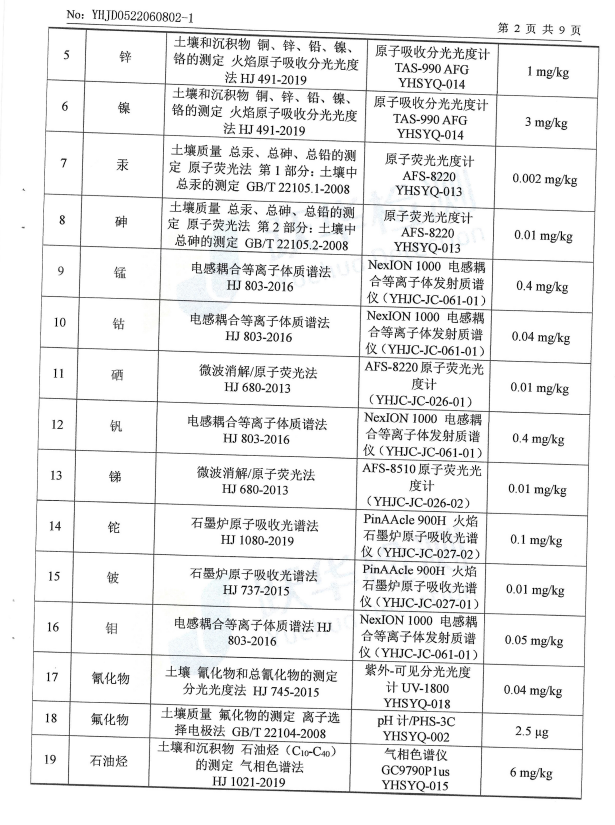 No: YHJD0522060802-1
第 2 页 共 9 页
5
锌
土壤和沉积物 铜、锌、铅、镍、
铬的测定 火焰原子吸收分光光度
法 HJ 491-2019
原子吸收分光光度计
TAS-990 AFG
YHSYQ-014
1 mg/kg
6
镍
土壤和沉积物 铜、锌、铅、镍、
铬的测定 火焰原子吸收分光光度
法 HJ 491-2019
原子吸收分光光度计
TAS-990 AFG
YHSYQ-014
3 mg/kg
7
汞
土壤质量 总汞、总砷、总铅的测
定 原子荧光法 第 1 部分：土壤中
总汞的测定 GB/T 22105.1-2008
原子荧光光度计
AFS-8220
YHSYQ-013
0.002 mg/kg
8
砷
土壤质量 总汞、总砷、总铅的测
定 原子荧光法 第 2 部分：土壤中
总砷的测定 GB/T 22105.2-2008
原子荧光光度计
AFS-8220
YHSYQ-013
0.01 mg/kg
9
锰
电感耦合等离子体质谱法
HJ 803-2016
NexION 1000 电感耦
合等离子体发射质谱
仪（YHJC-JC-061-01）
0.4 mg/kg
10
钴
电感耦合等离子体质谱法
HJ 803-2016
NexION 1000 电感耦
合等离子体发射质谱
仪（YHJC-JC-061-01）
0.04 mg/kg
11
硒
微波消解/原子荧光法
HJ 680-2013
AFS-8220 原子荧光光
度计
（YHJC-JC-026-01）
0.01 mg/kg
12
钒
电感耦合等离子体质谱法
HJ 803-2016
NexION 1000 电感耦
合等离子体发射质谱
仪（YHJC-JC-061-01）
0.4 mg/kg
13
锑
微波消解/原子荧光法
HJ 680-2013
AFS-8510 原子荧光光
度计
（YHJC-JC-026-02）
0.01 mg/kg
14
铊
石墨炉原子吸收光谱法
HJ 1080-2019
PinAAcle 900H 火焰
石墨炉原子吸收光谱
仪（YHJC-JC-027-02）
0.1 mg/kg
15
铍
石墨炉原子吸收光谱法
HJ 737-2015
PinAAcle 900H 火焰
石墨炉原子吸收光谱
仪（YHJC-JC-027-01）
0.01 mg/kg
16
钼
电感耦合等离子体质谱法 HJ
803-2016
NexION 1000 电感耦
合等离子体发射质谱
仪（YHJC-JC-061-01）
0.05 mg/kg
17
氰化物
土壤 氰化物和总氰化物的测定
分光光度法 HJ 745-2015
紫外-可见分光光度
计 UV-1800
YHSYQ-018
0.04 mg/kg
18
氟化物
土壤质量 氟化物的测定 离子选
择电极法 GB/T 22104-2008
pH 计/PHS-3C
YHSYQ-002
2.5 μg
19
石油烃
土壤和沉积物 石油烃（C10-C40）
的测定 气相色谱法
HJ 1021-2019
气相色谱仪
GC9790P1us
YHSYQ-015
6 mg/kg